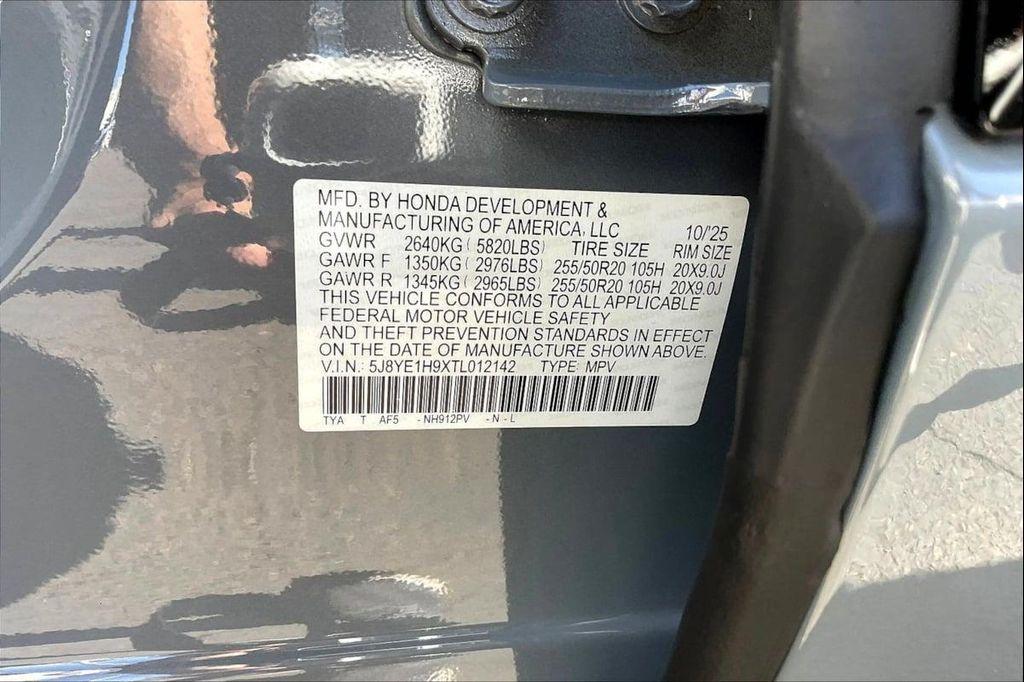 MFD. BY HONDA DEVELOPMENT &
MANUFACTURING OF AMERICA, LLC 10/'25
GVWR 2640KG ( 5820LBS) TIRE SIZE RIM SIZE
GAWR F 1350KG ( 2976LBS) 255/50R20 105H 20X9.0J
GAWR R 1345KG ( 2965LBS) 255/50R20 105H 20X9.0J
THIS VEHICLE CONFORMS TO ALL APPLICABLE
FEDERAL MOTOR VEHICLE SAFETY
AND THEFT PREVENTION STANDARDS IN EFFECT
ON THE DATE OF MANUFACTURE SHOWN ABOVE.
V.I.N.: 5J8YE1H9XTL012142 TYPE: MPV
TYA T AF5 - NH912PV - N - L